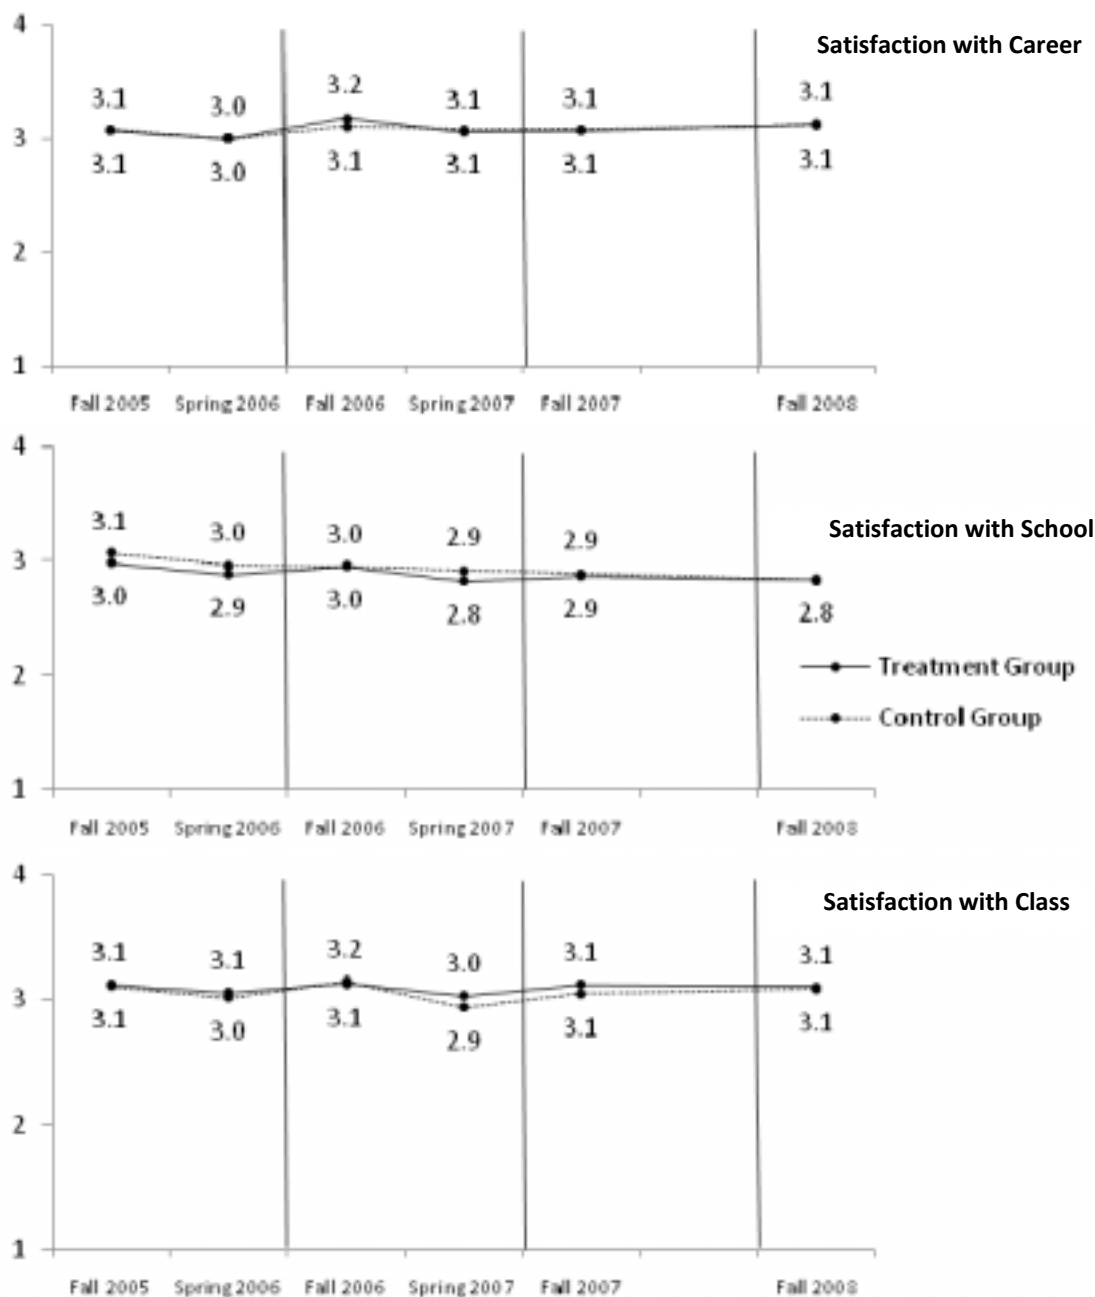 4
Satisfaction with Career
3.1 3.0 3.2 3.1 3.1 3.1
3
3.1 3.0 3.1 3.1 3.1 3.1
2
1
Fall 2005 Spring 2006 Fall 2006 Spring 2007 Fall 2007 Fall 2008
4
Satisfaction with School
3.1 3.0 3.0 2.9 2.9
3
3.0 2.9 3.0 2.8 2.9 2.8
2
Treatment Group
Control Group
1
Fall 2005 Spring 2006 Fall 2006 Spring 2007 Fall 2007 Fall 2008
4
Satisfaction with Class
3.1 3.1 3.2 3.0 3.1 3.1
3
3.1 3.0 3.1 2.9 3.1 3.1
2
1
Fall 2005 Spring 2006 Fall 2006 Spring 2007 Fall 2007 Fall 2008